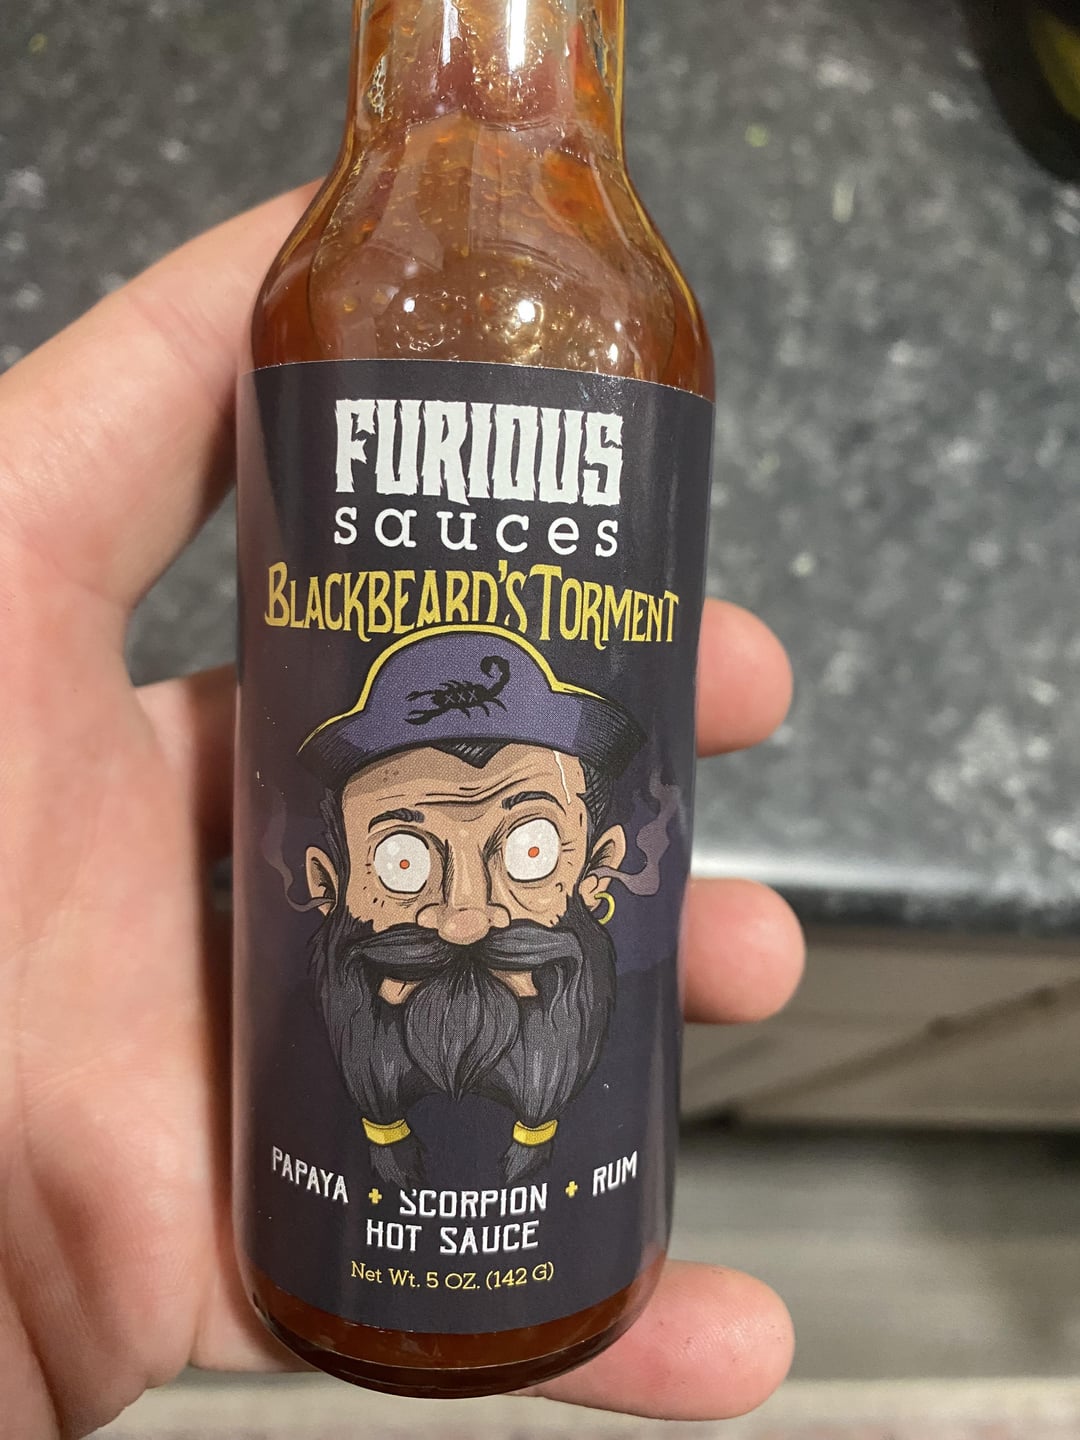 FURIOUS
sauces
BLACKBEARD'S TORMENT
PAPAYA + SCORPION + RUM
HOT SAUCE
Net Wt. 5 OZ. (142 G)